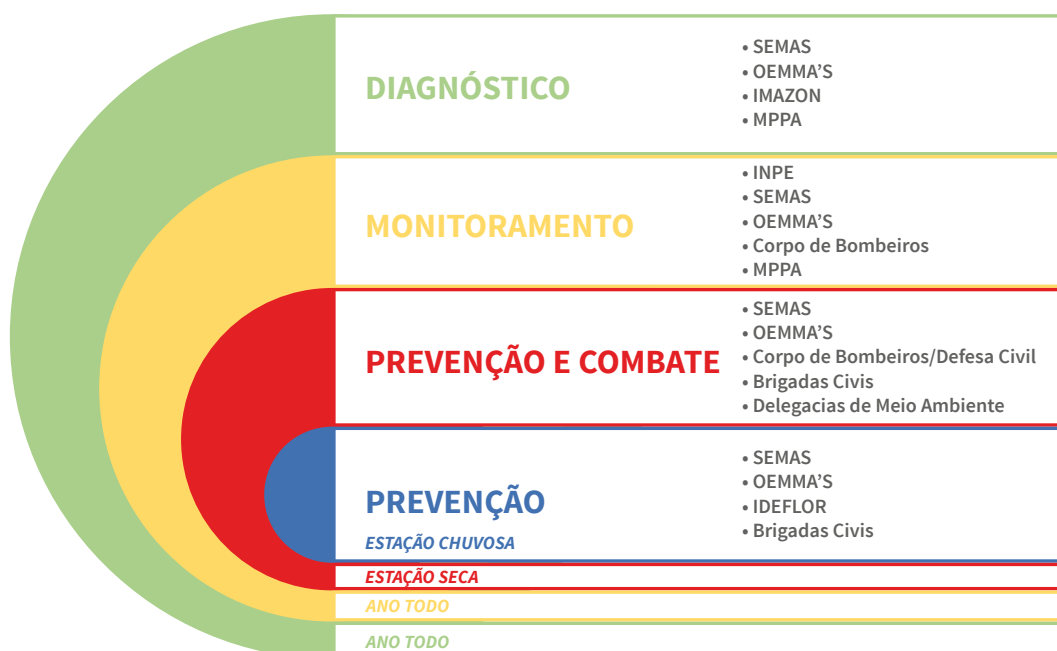 DIAGNÓSTICO
• SEMAS
• OEMMA'S
• IMAZON
• MPPA
MONITORAMENTO
• INPE
• SEMAS
• OEMMA'S
• Corpo de Bombeiros
• MPPA
PREVENÇÃO E COMBATE
• SEMAS
• OEMMA'S
• Corpo de Bombeiros/Defesa Civil
• Brigadas Civis
• Delegacias de Meio Ambiente
PREVENÇÃO
ESTAÇÃO CHUVOSA
• SEMAS
• OEMMA'S
• IDEFLOR
• Brigadas Civis
ESTAÇÃO SECA
ANO TODO
ANO TODO